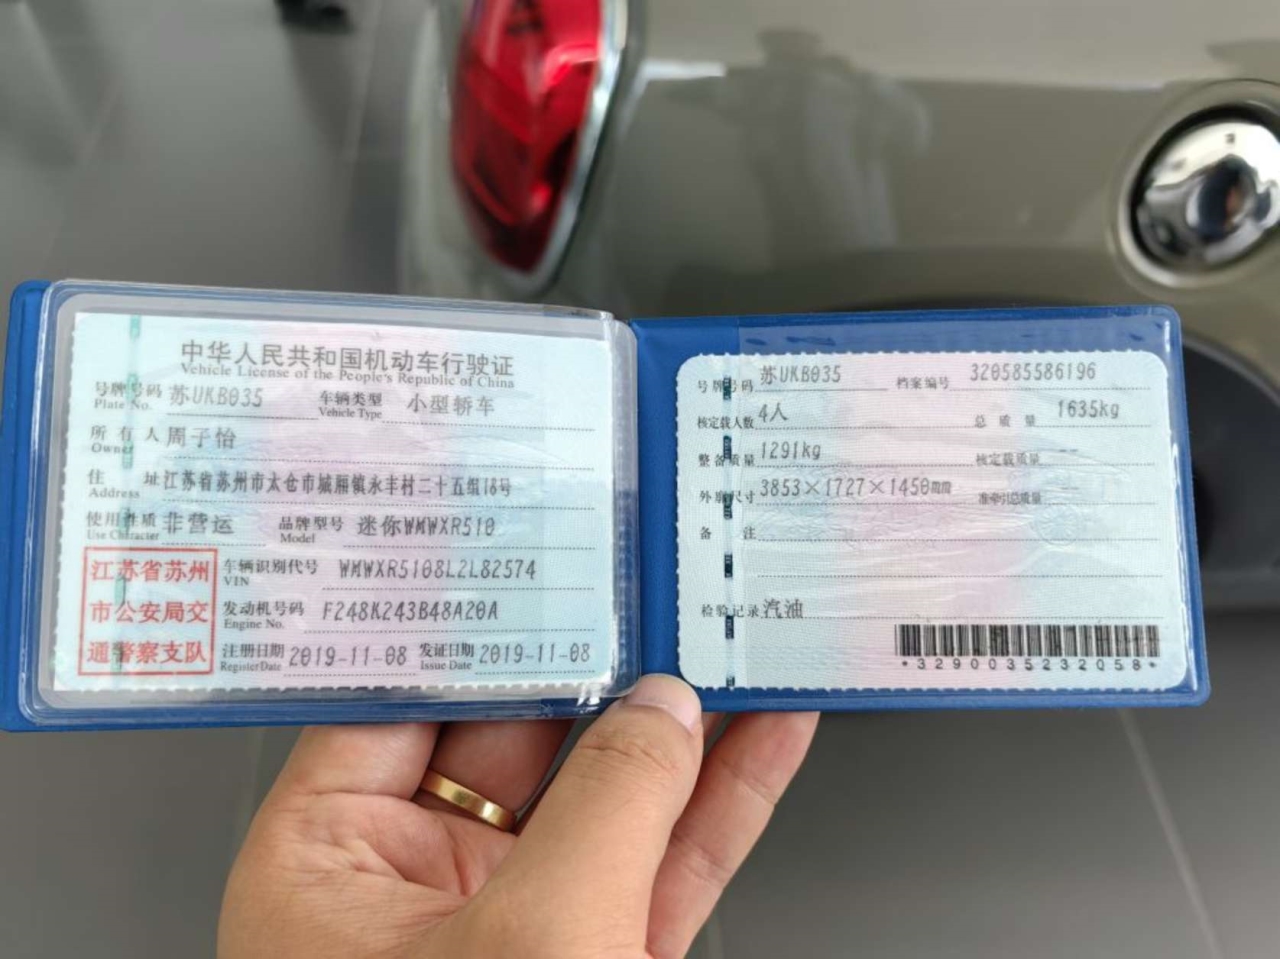 中华人民共和国机动车行驶证
Vehicle License of the People's Republic of China
号牌号码 苏UKB035 车辆类型 小型轿车
Plate No. Vehicle Type
所有人 周子怡
Owner
住址 江苏省苏州市太仓市城厢镇永丰村二十五组18号
Address
使用性质 非营运 品牌型号 迷你WMWXR510
Use Character Model
江苏省苏州
市公安局交
通警察支队
车辆识别代号 WMWXR5108L2L82574
VIN
发动机号码 F248K243B48A20A
Engine No.
注册日期 2019-11-08 发证日期 2019-11-08
Register Date Issue Date
号牌号码 苏UKB035 档案编号 320585586196
核定载人数 4人 总质量 1635kg
整备质量 1291kg 核定载质量 --
外廓尺寸 3853×1727×1450mm 准牵引总质量
备注
检验记录 汽油
*3290035232058*